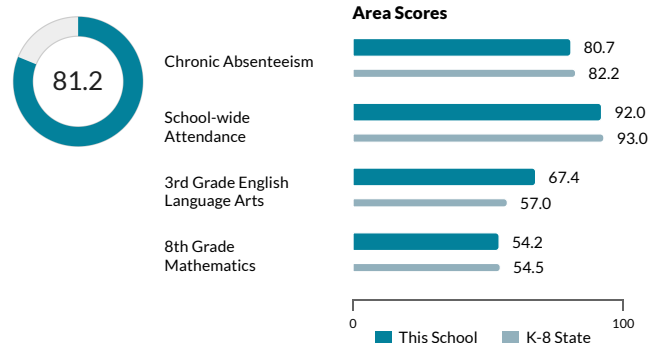 Area Scores
81.2
Chronic Absenteeism
80.7
82.2
School-wide
Attendance
92.0
93.0
3rd Grade English
Language Arts
67.4
57.0
8th Grade
Mathematics
54.2
54.5
0
100
This School
K-8 State